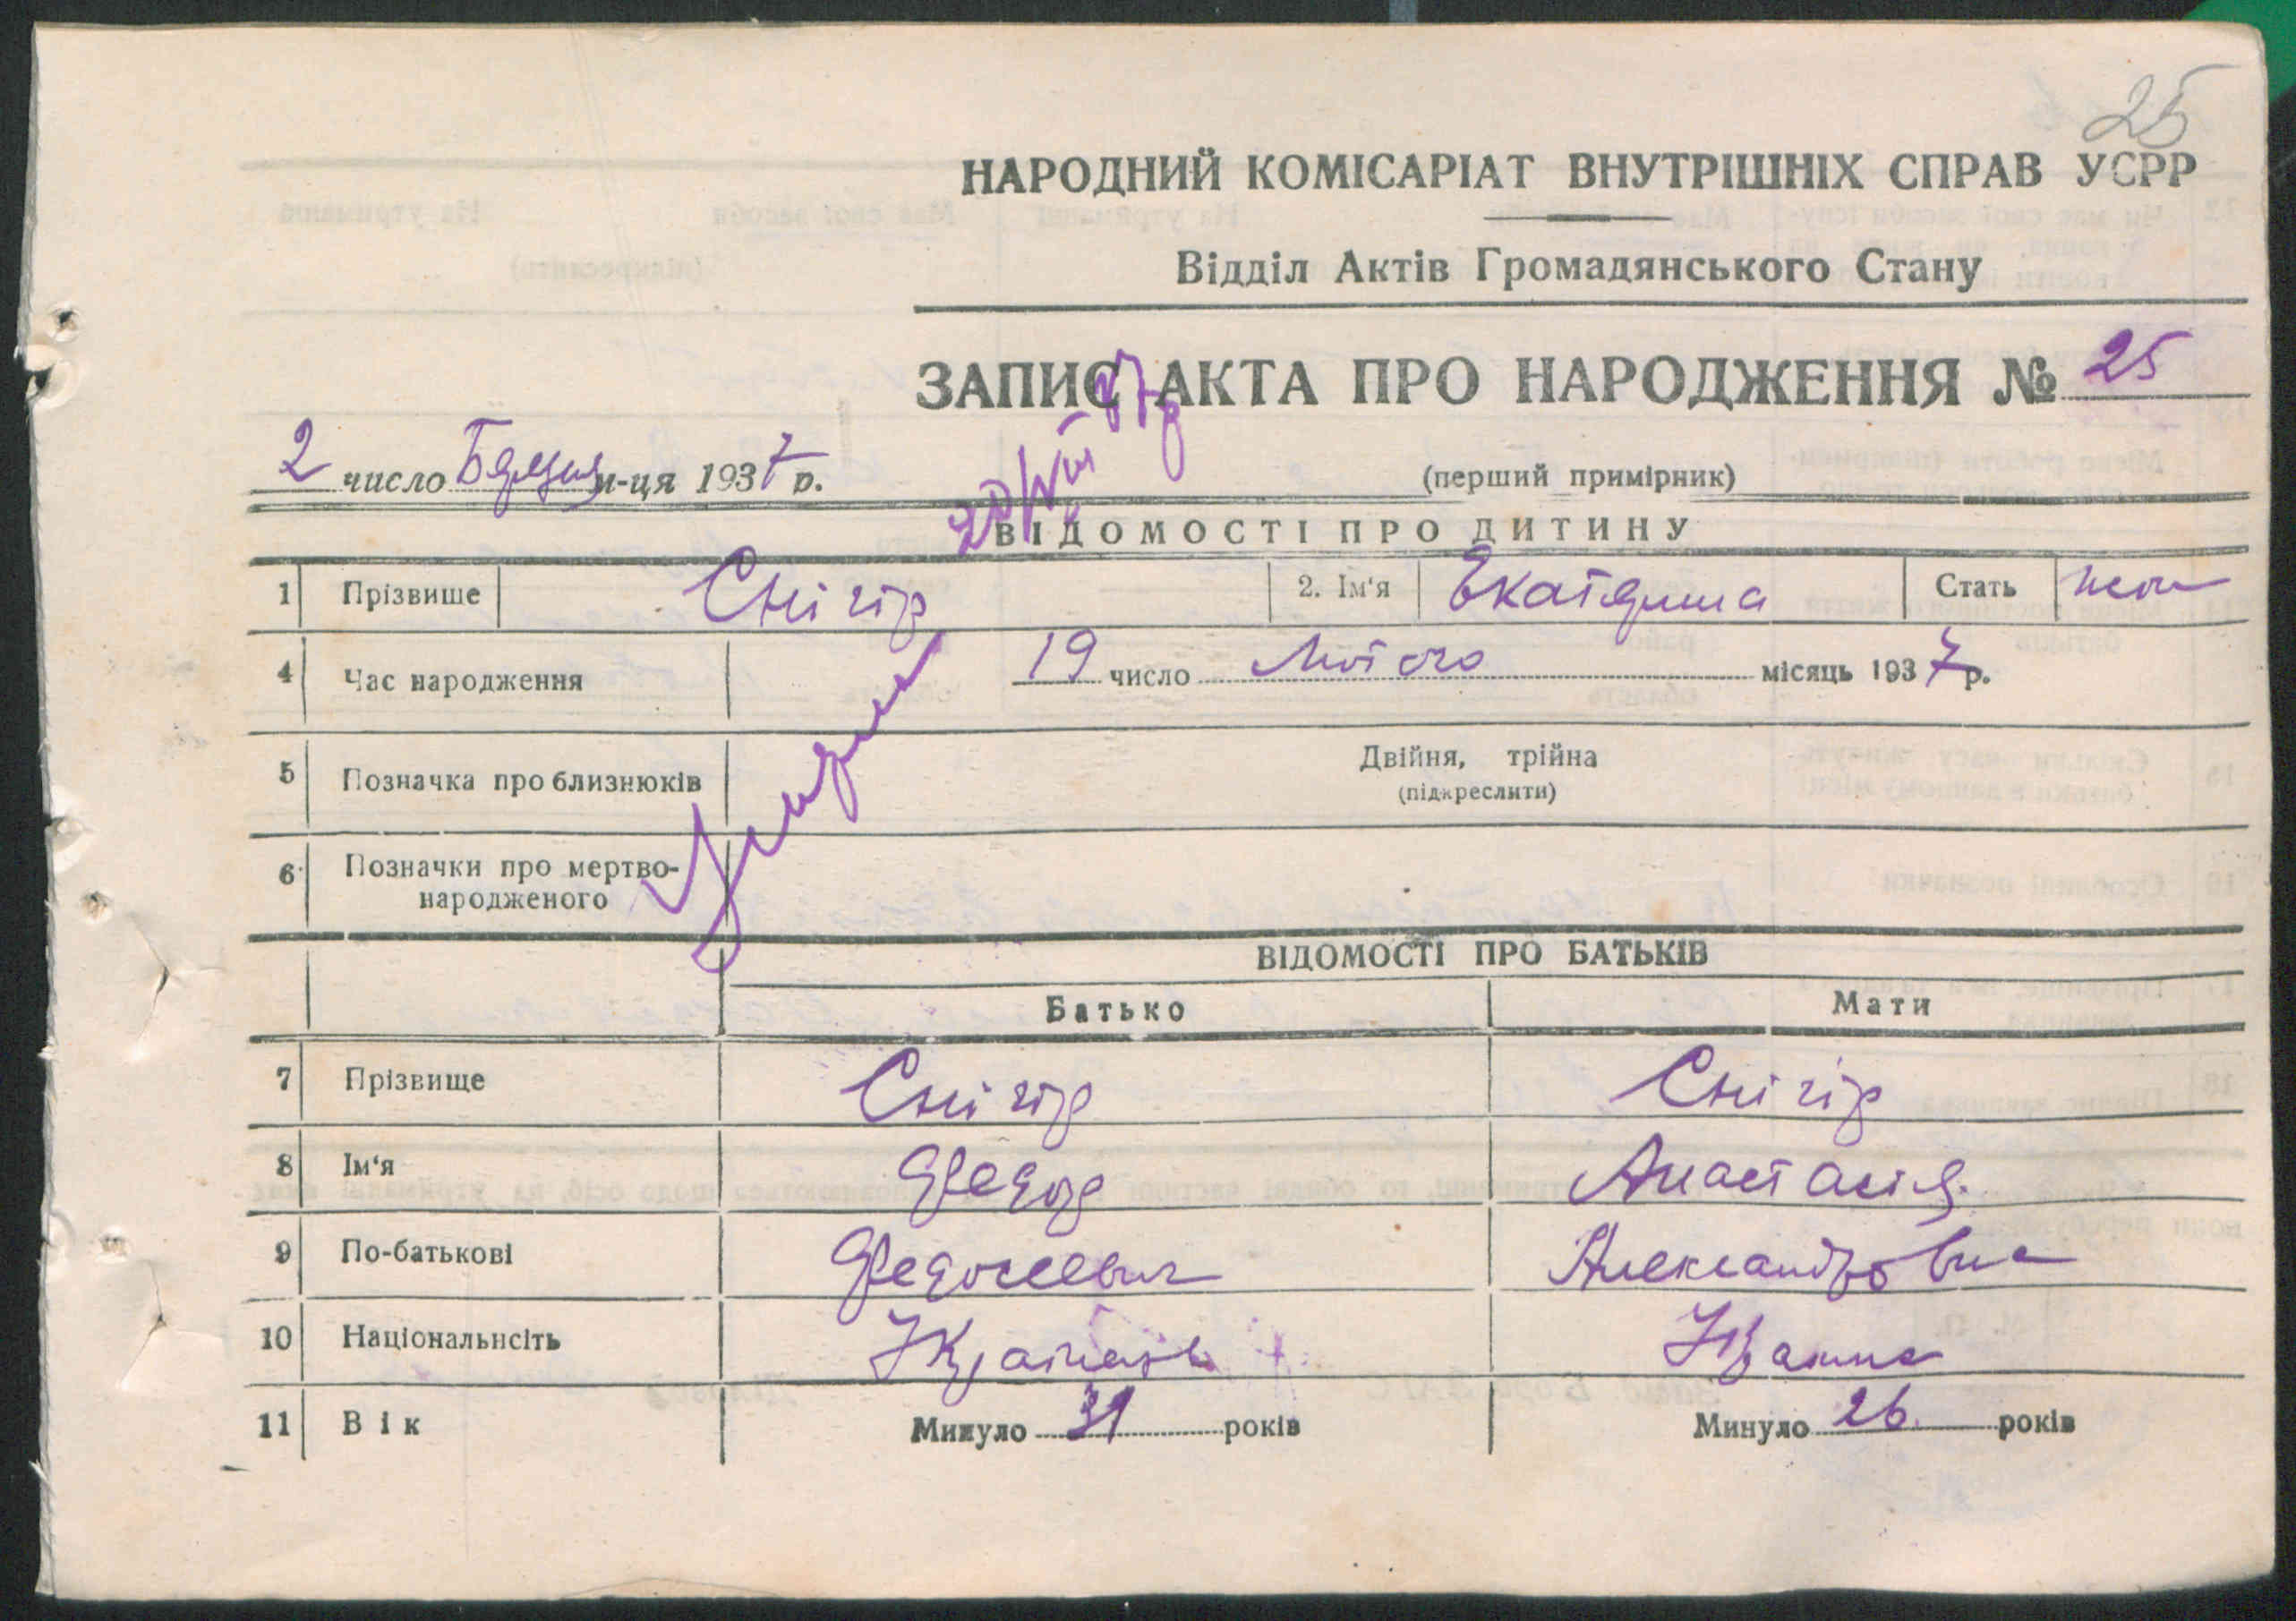 25
НАРОДНИЙ КОМІСАРІАТ ВНУТРІШНІХ СПРАВ УСРР
Відділ Актів Громадянського Стану
ЗАПИС АКТА ПРО НАРОДЖЕННЯ № 25
2 число м-ця 1937 р.
(перший примірник)
ВІДОМОСТІ ПРО ДИТИНУ
1 Прізвище Снігір 2. Ім'я Екатерина Стать жен
4 Час народження 19 число Лютого місяць 1937 р.
5 Позначка про близнюків Двійня, трійна
(підкреслити)
6 Позначки про мертво-
народженого
ВІДОМОСТІ ПРО БАТЬКІВ
Батько Мати
7 Прізвище Снігір Снігір
8 Ім'я Федор Анастасія
9 По-батькові Федосеевич Александровна
10 Національнсіть
11 Вік Минуло 31 років Минуло 26 років